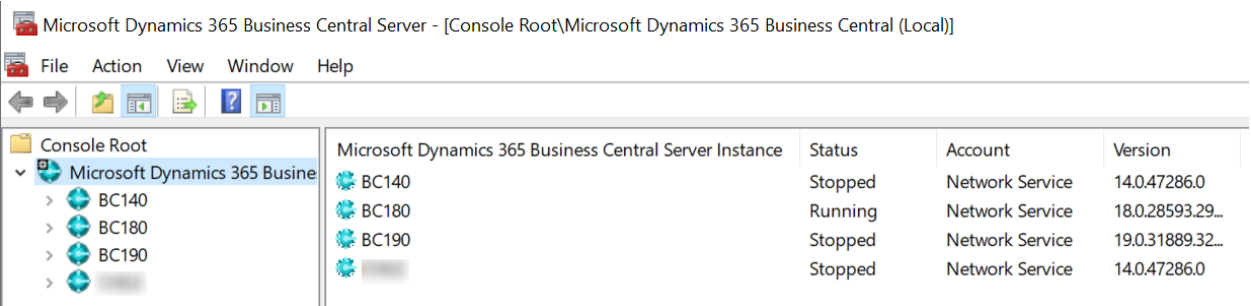 Microsoft Dynamics 365 Business Central Server - [Console Root\Microsoft Dynamics 365 Business Central (Local)]
File Action View Window Help
Console Root
Microsoft Dynamics 365 Busine
BC140
BC180
BC190
Microsoft Dynamics 365 Business Central Server Instance Status Account Version
BC140 Stopped Network Service 14.0.47286.0
BC180 Running Network Service 18.0.28593.29...
BC190 Stopped Network Service 19.0.31889.32...
Stopped Network Service 14.0.47286.0